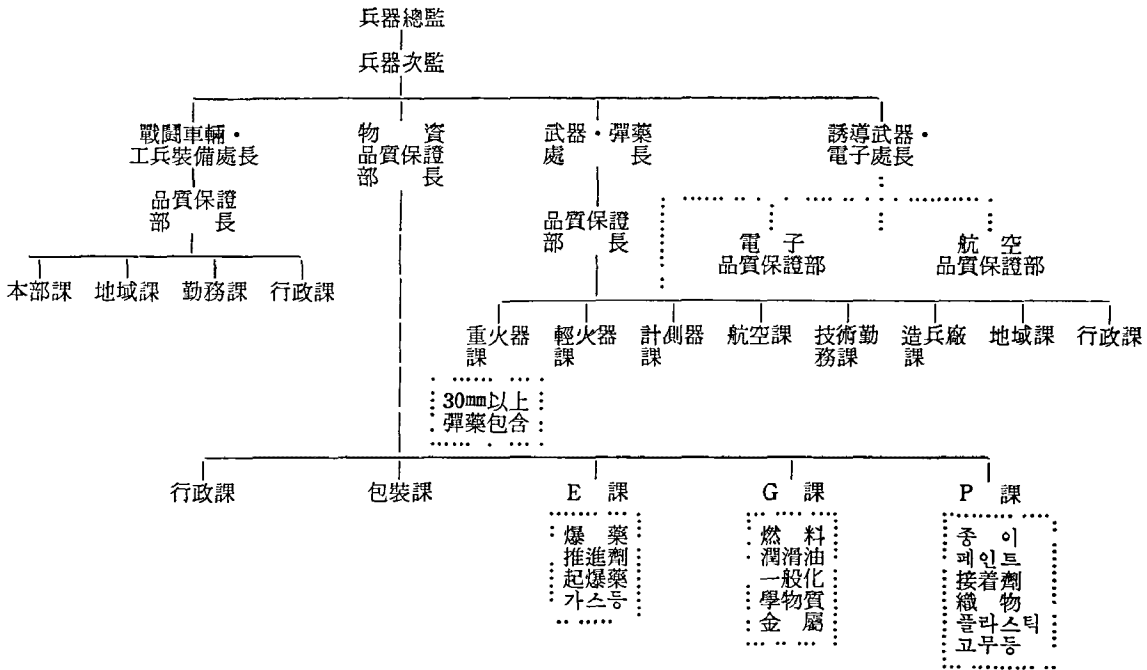 兵器總監
兵器次監
戰鬪車輛・
工兵裝備處長
物 資
品質保證
部 長
武器・彈藥
處 長
誘導武器・
電子處長
品質保證
部 長
品質保證
部 長
電 子
品質保證部
航 空
品質保證部
本部課 地域課 勤務課 行政課
重火器
課
輕火器
課
計測器
課
航空課
技術勤
務課
造兵廠
課
地域課
行政課
30㎜以上
彈藥包含
行政課 包裝課 E 課 G 課 P 課
爆 藥
推進劑
起爆藥
가스등
燃 料
潤滑油
一般化
學物質
金 屬
종 이
페인트
接着劑
織 物
플라스틱
고무등